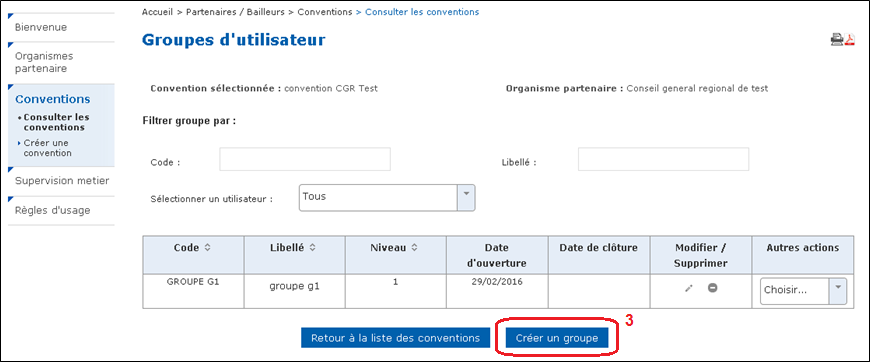 Accueil > Partenaires / Bailleurs > Conventions > Consulter les conventions
Bienvenue
Organismes
partenaire
Conventions
Consulter les
conventions
Créer une
convention
Supervision metier
Règles d'usage
Groupes d'utilisateur
Convention sélectionnée : convention CGR Test
Organisme partenaire : Conseil general regional de test
Filtrer groupe par :
Code :
Libellé :
Sélectionner un utilisateur : Tous
Code Libellé Niveau Date d'ouverture Date de clôture Modifier / Supprimer Autres actions
GROUPE G1 groupe g1 1 29/02/2016 Choisir...
Retour à la liste des conventions Créer un groupe 3